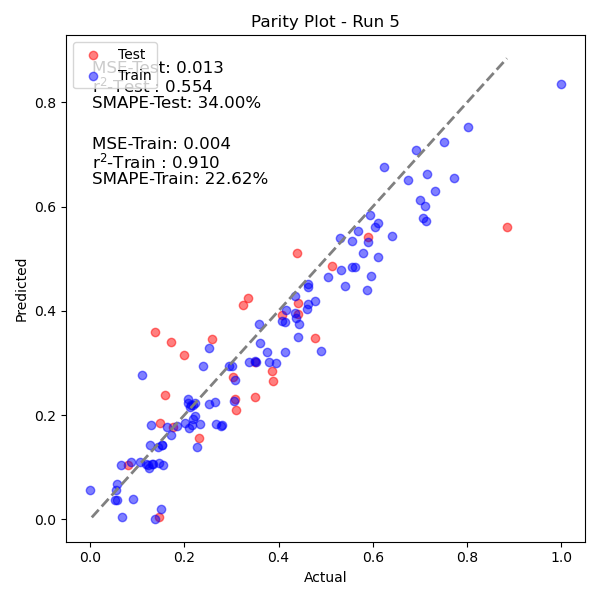 Parity Plot - Run 5
Test
Train
MSE-Test: 0.013
r²-Test : 0.554
SMAPE-Test: 34.00%
MSE-Train: 0.004
r²-Train : 0.910
SMAPE-Train: 22.62%
Predicted
0.8
0.6
0.4
0.2
0.0
0.0 0.2 0.4 0.6 0.8 1.0
Actual